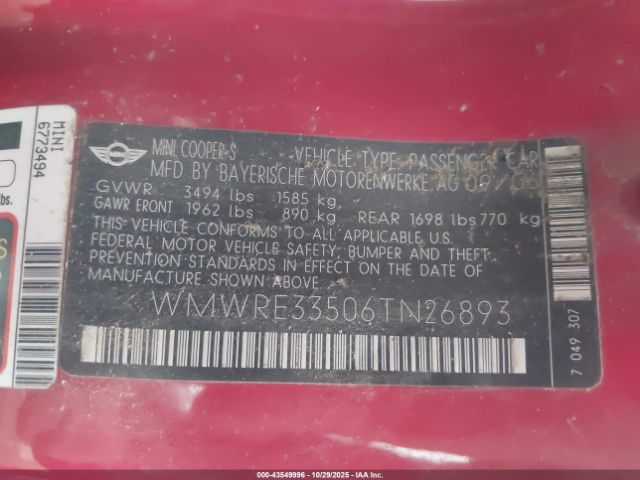 MINI
6773494
lbs.
MINI COOPER-S VEHICLE TYPE-PASSENGER CAR
MFD BY BAYERISCHE MOTORENWERKE AG 09/06
GVWR 3494 lbs 1585 kg,
GAWR FRONT 1962 lbs 890 kg, REAR 1698 lbs 770 kg
THIS VEHICLE CONFORMS TO ALL APPLICABLE U.S.
FEDERAL MOTOR VEHICLE SAFETY, BUMPER AND THEFT
PREVENTION STANDARDS IN EFFECT ON THE DATE OF
MANUFACTURE SHOWN ABOVE.
WMWRE33506TN26893
7 049 307
000-43549996 - 10/29/2025 - IAA, Inc.